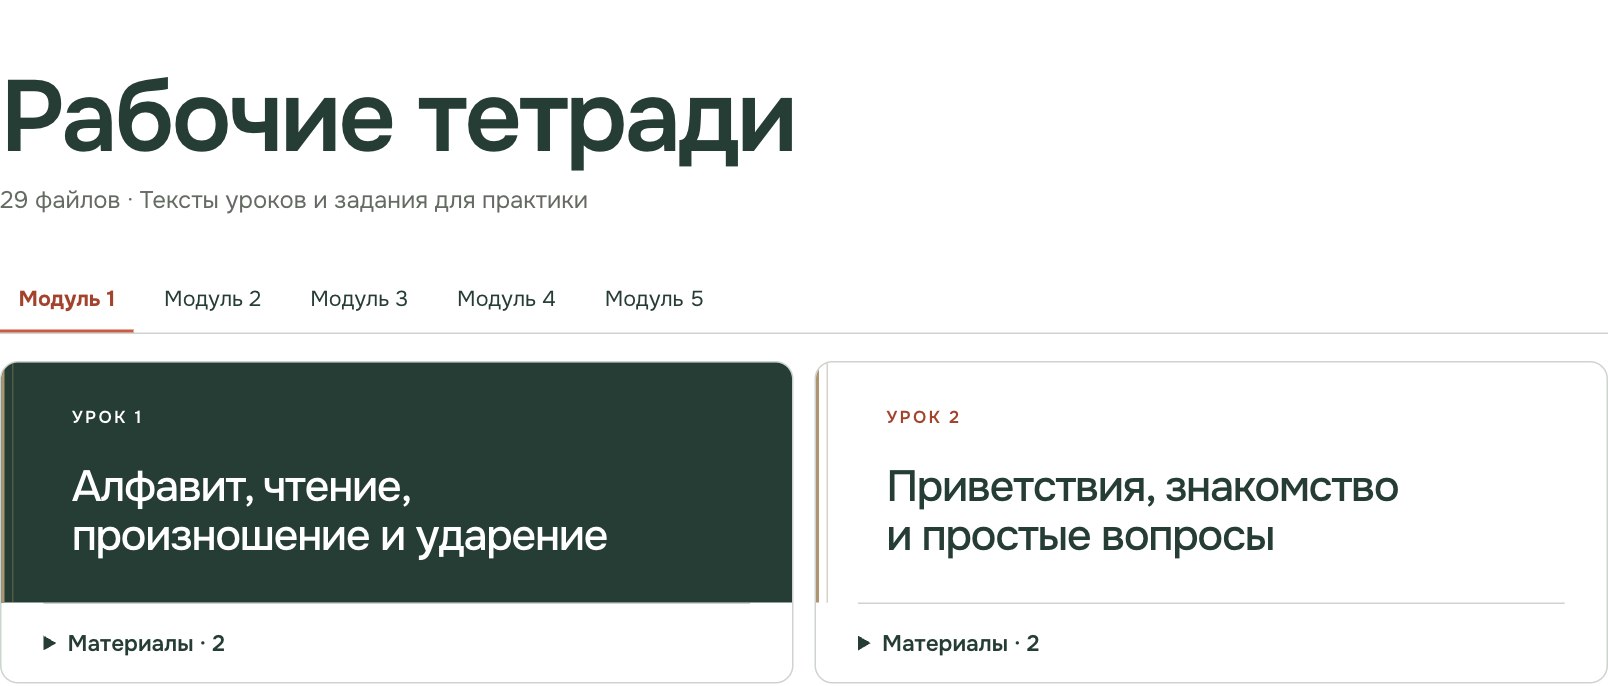 Рабочие тетради
29 файлов · Тексты уроков и задания для практики
Модуль 1 Модуль 2 Модуль 3 Модуль 4 Модуль 5
УРОК 1
Алфавит, чтение,
произношение и ударение
Материалы · 2
УРОК 2
Приветствия, знакомство
и простые вопросы
Материалы · 2